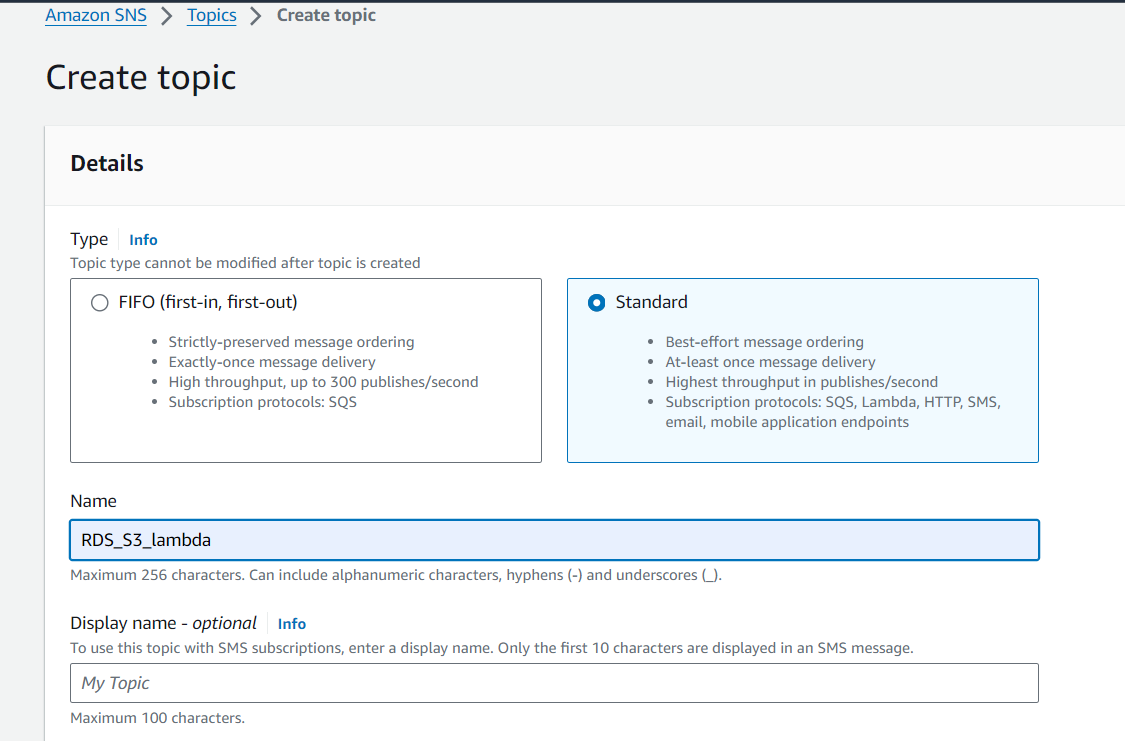 Amazon SNS > Topics > Create topic
Create topic
Details
Type Info
Topic type cannot be modified after topic is created
FIFO (first-in, first-out)
• Strictly-preserved message ordering
• Exactly-once message delivery
• High throughput, up to 300 publishes/second
• Subscription protocols: SQS
Standard
• Best-effort message ordering
• At-least once message delivery
• Highest throughput in publishes/second
• Subscription protocols: SQS, Lambda, HTTP, SMS,
email, mobile application endpoints
Name
RDS_S3_lambda
Maximum 256 characters. Can include alphanumeric characters, hyphens (-) and underscores (_).
Display name - optional Info
To use this topic with SMS subscriptions, enter a display name. Only the first 10 characters are displayed in an SMS message.
My Topic
Maximum 100 characters.